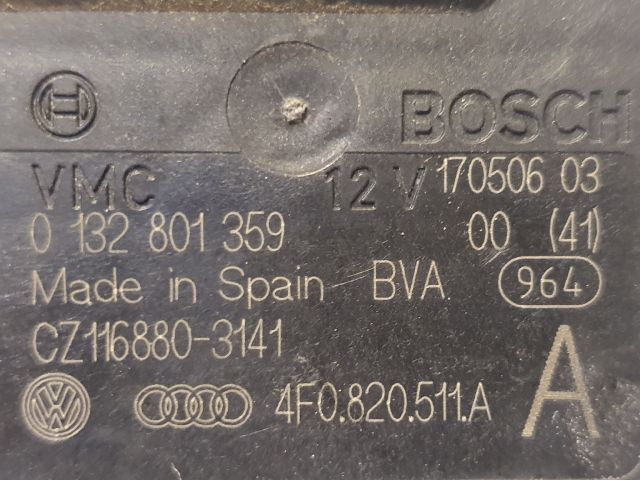 BOSCH
VMC 12 V 170506 03
0 132 801 359 00 (41)
Made in Spain BVA 964
CZ116880-3141
4F0.820.511.A A